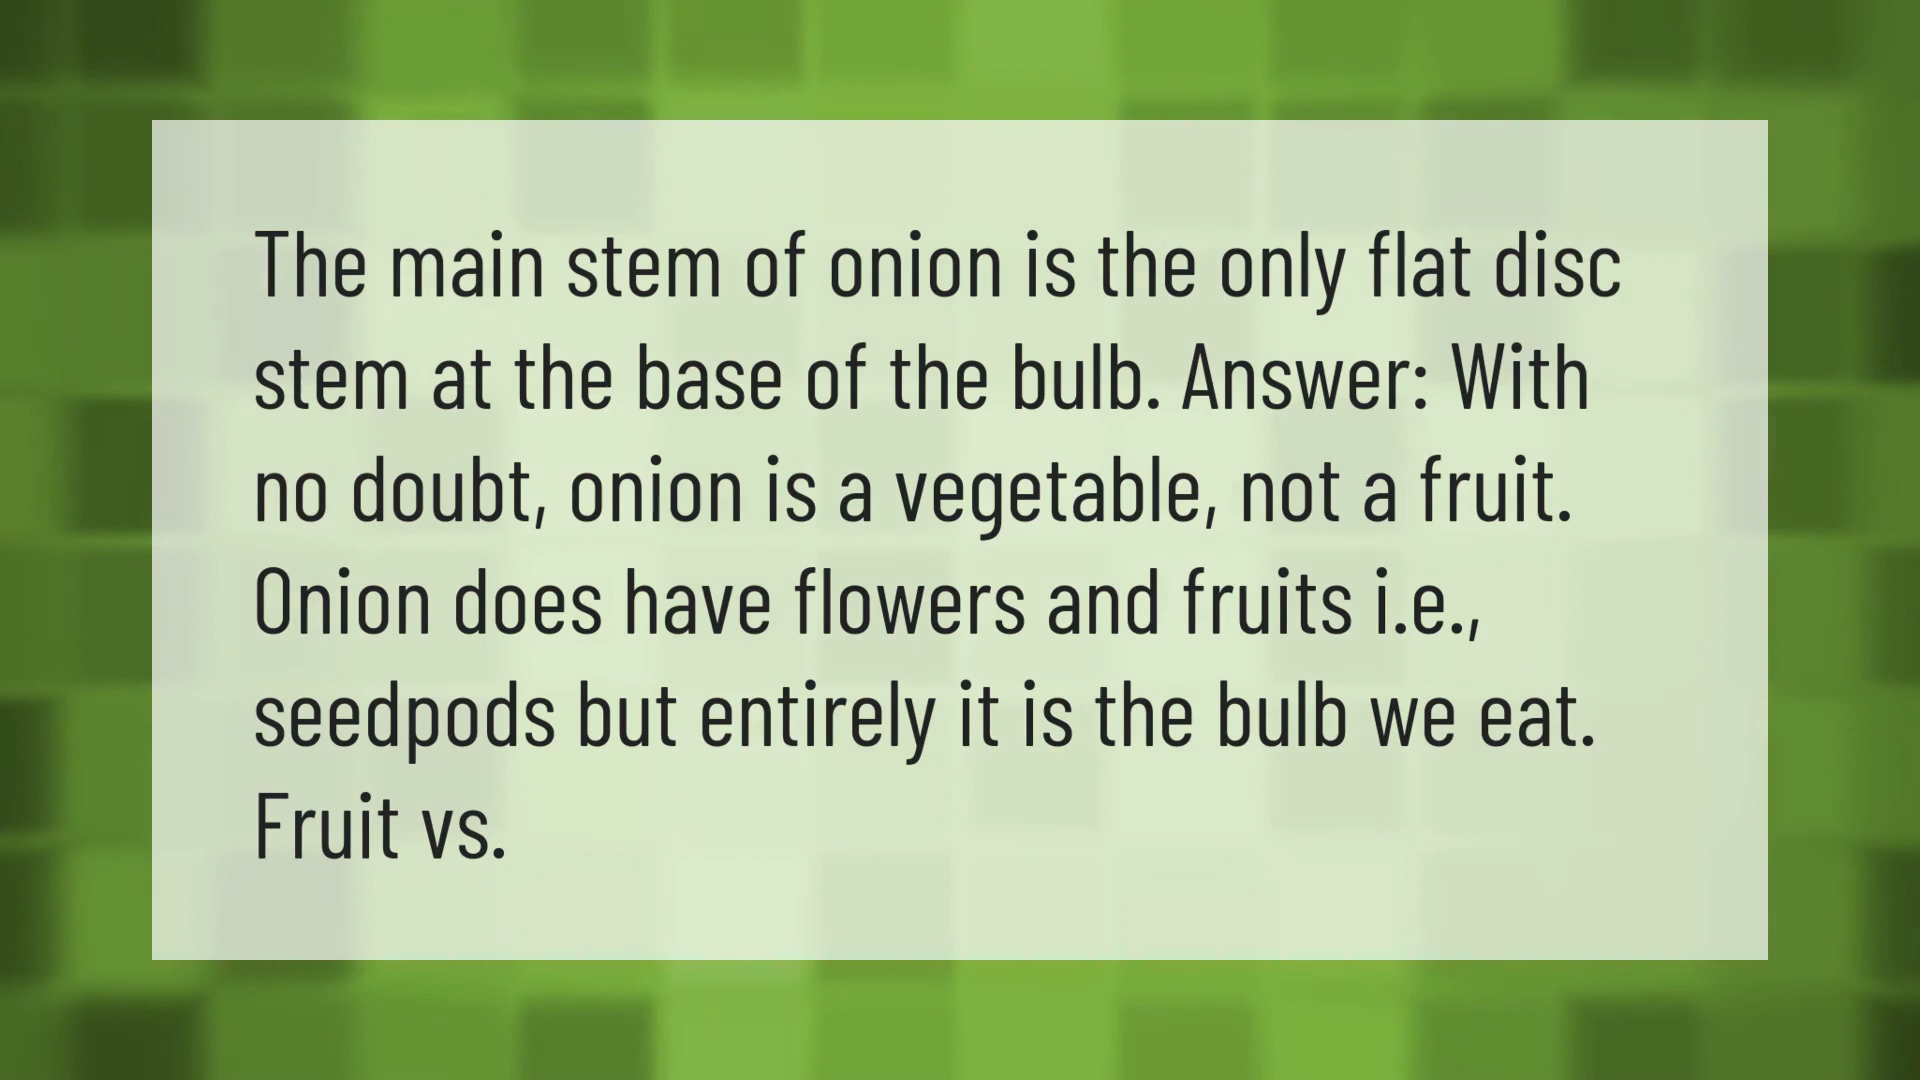 The main stem of onion is the only flat disc
stem at the base of the bulb. Answer: With
no doubt, onion is a vegetable, not a fruit.
Onion does have flowers and fruits i.e.,
seedpods but entirely it is the bulb we eat.
Fruit vs.